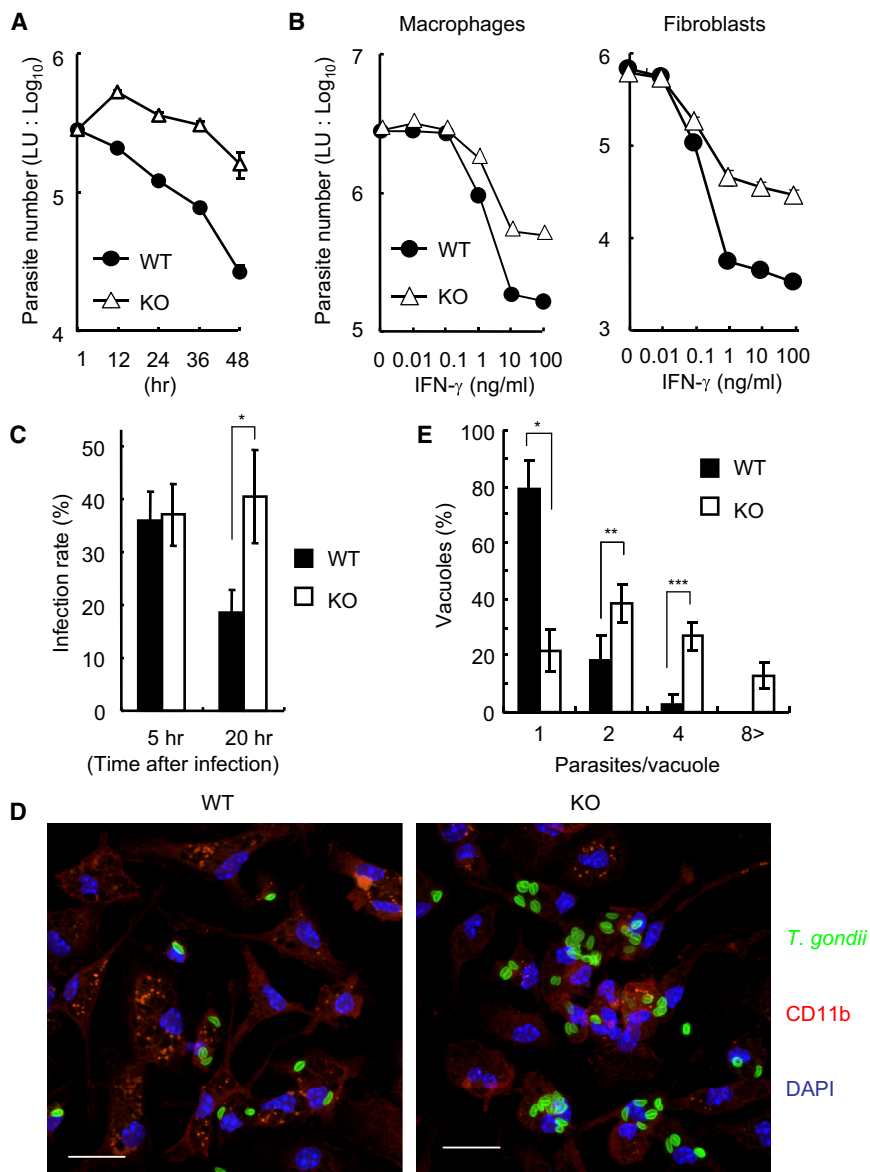 A
Parasite number (LU : Log10)
6
5
4
WT
KO
1 12 24 36 48
(hr)
B
Macrophages
Parasite number (LU : Log10)
7
6
5
WT
KO
0 0.01 0.1 1 10 100
IFN-γ (ng/ml)
Fibroblasts
6
5
4
3
0 0.01 0.1 1 10 100
IFN-γ (ng/ml)
C
Infection rate (%)
50
40
30
20
10
0
*
WT
KO
5 hr 20 hr
(Time after infection)
E
Vacuoles (%)
100
80
60
40
20
0
*
**
***
WT
KO
1 2 4 8>
Parasites/vacuole
D
WT
KO
T. gondii
CD11b
DAPI